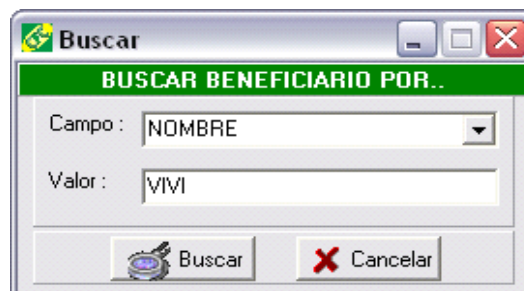 Buscar
BUSCAR BENEFICIARIO POR..
Campo : NOMBRE
Valor : VIVI
Buscar Cancelar